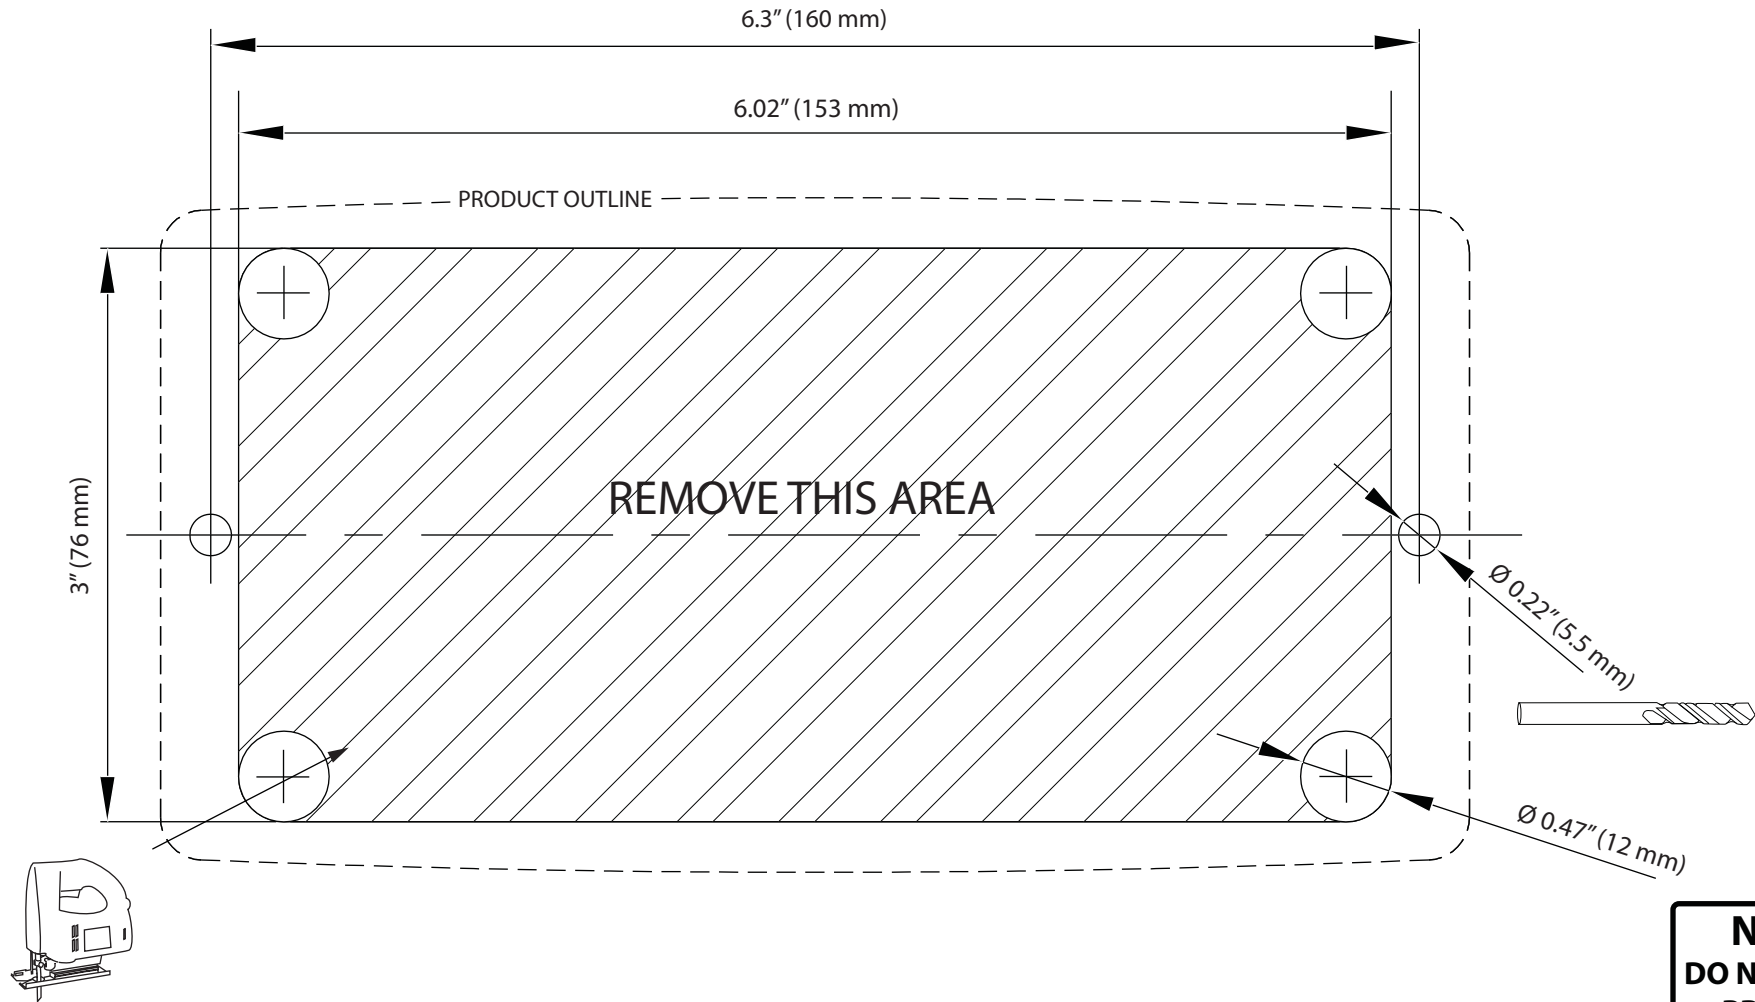 6.3" (160 mm)
6.02" (153 mm)
PRODUCT OUTLINE
3" (76 mm)
REMOVE THIS AREA
Ø 0.22" (5.5 mm)
Ø 0.47" (12 mm)
DO